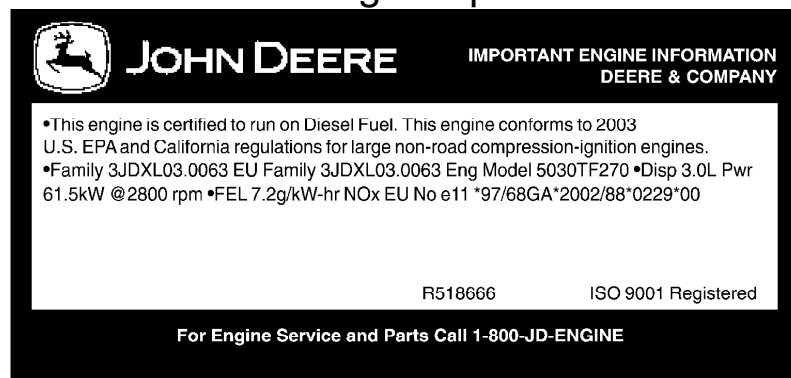 JOHN DEERE
IMPORTANT ENGINE INFORMATION
DEERE & COMPANY
•This engine is certified to run on Diesel Fuel. This engine conforms to 2003
U.S. EPA and California regulations for large non-road compression-ignition engines.
•Family 3JDXL03.0063 EU Family 3JDXL03.0063 Eng Model 5030TF270 •Disp 3.0L Pwr
61.5kW @2800 rpm •FEL 7.2g/kW-hr NOx EU No e11 *97/68GA*2002/88*0229*00
R518666 ISO 9001 Registered
For Engine Service and Parts Call 1-800-JD-ENGINE